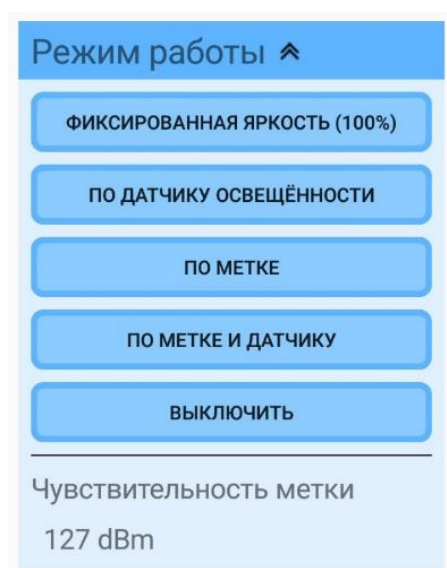 Режим работы
ФИКСИРОВАННАЯ ЯРКОСТЬ (100%)
ПО ДАТЧИКУ ОСВЕЩЁННОСТИ
ПО МЕТКЕ
ПО МЕТКЕ И ДАТЧИКУ
ВЫКЛЮЧИТЬ
Чувствительность метки
127 dBm